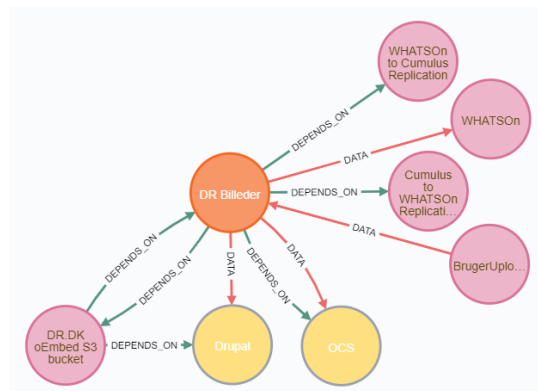 WHATSOn
to Cumulus
Replication
DEPENDS_ON
WHATSOn
DATA
DR Billeder
DEPENDS_ON
Cumulus
to
WHATSOn
Replicati...
DATA
BrugerUplo...
DEPENDS_ON
DEPENDS_ON
DATA
DEPENDS_ON
DATA
DR.DK
oEmbed S3
bucket
DEPENDS_ON
Drupal
OCS